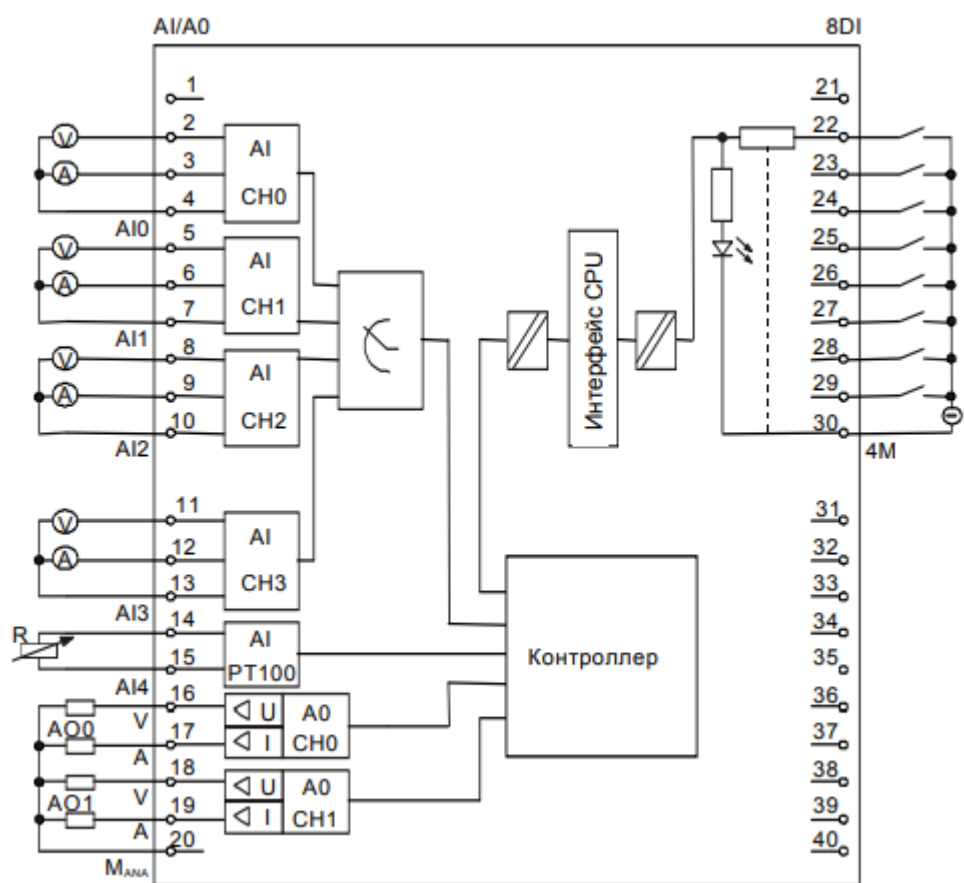 AI/A0 8DI
1 21
2 22
V AI
3 23
A
4 CH0 24
AI0 5 25
V AI
6 26
A CH1
7 27
AI1 8 28
V AI
9 29
A
10 CH2 30
AI2 4M
Интерфейс CPU
11 31
V AI
12 32
A
13 CH3 33
AI3 14 34
R AI
15 PT100 35
Контроллер
AI4 16 36
V U A0
AO0 17 37
A I CH0
18 38
V U A0
AO1 19 39
A I CH1
20 40
MANA